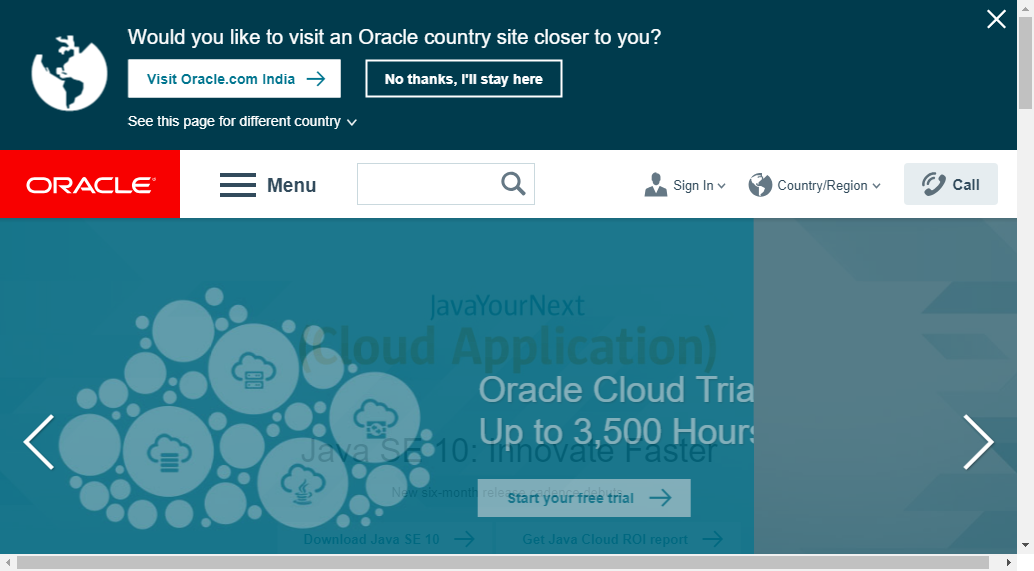 Would you like to visit an Oracle country site closer to you?
Visit Oracle.com India
No thanks, I'll stay here
See this page for different country
ORACLE
Menu
Sign In
Country/Region
Call
JavaYourNext
(Cloud Application)
Oracle Cloud Tria
Up to 3,500 Hours
Java SE 10: Innovate Faster
New six-month release cadence debuts
Start your free trial
Download Java SE 10
Get Java Cloud ROI report